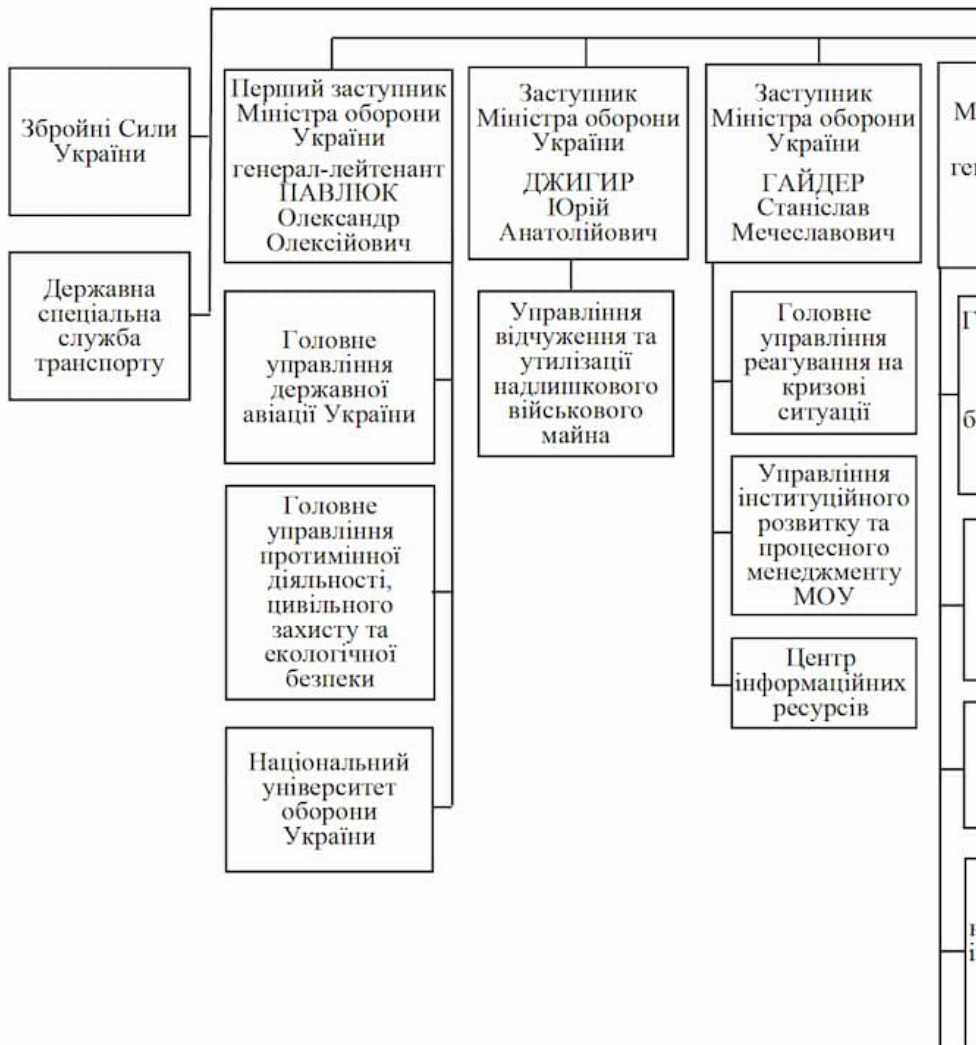 Збройні Сили
України
Державна
спеціальна
служба
транспорту
Перший заступник
Міністра оборони
України
генерал-лейтенант
ПАВЛЮК
Олександр
Олексійович
Головне
управління
державної
авіації України
Головне
управління
протимінної
діяльності,
цивільного
захисту та
екологічної
безпеки
Національний
університет
оборони
України
Заступник
Міністра оборони
України
ДЖИГИР
Юрій
Анатолійович
Управління
відчуження та
утилізації
надлишкового
військового
майна
Заступник
Міністра оборони
України
ГАЙДЕР
Станіслав
Мечеславович
Головне
управління
реагування на
кризові
ситуації
Управління
інституційного
розвитку та
процесного
менеджменту
МОУ
Центр
інформаційних
ресурсів